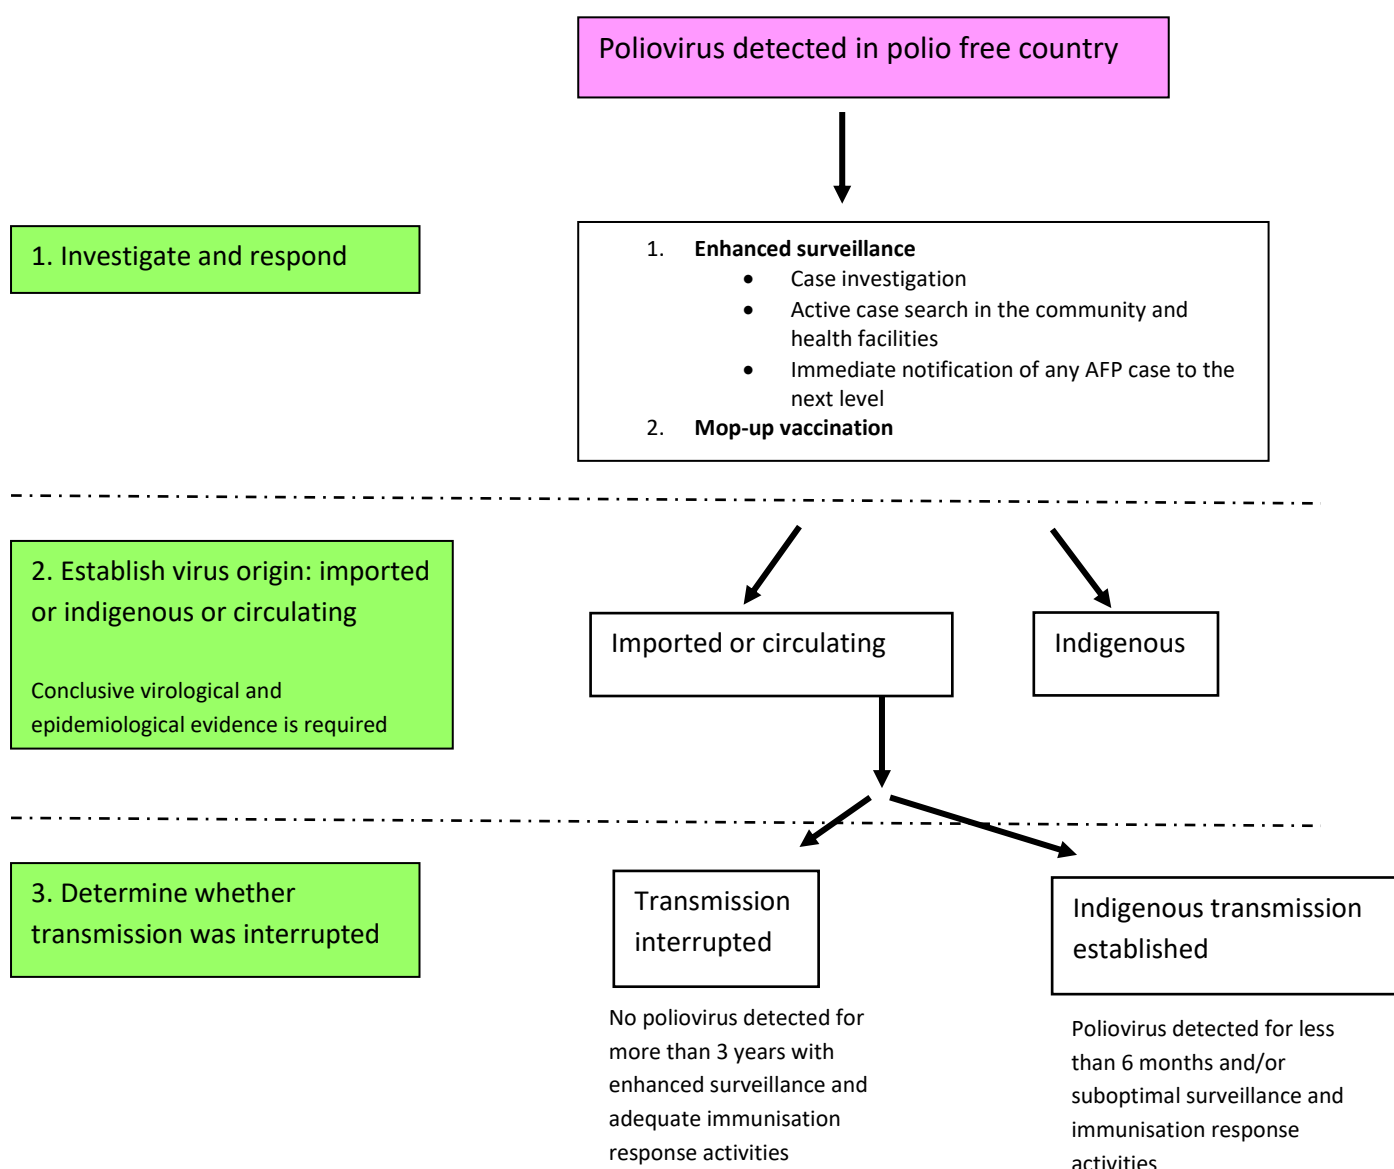 Poliovirus detected in polio free country
1. Investigate and respond
1. Enhanced surveillance
• Case investigation
• Active case search in the community and
health facilities
• Immediate notification of any AFP case to the
next level
2. Mop-up vaccination
2. Establish virus origin: imported
or indigenous or circulating
Conclusive virological and
epidemiological evidence is required
Imported or circulating
Indigenous
3. Determine whether
transmission was interrupted
Transmission
interrupted
No poliovirus detected for
more than 3 years with
enhanced surveillance and
adequate immunisation
response activities
Indigenous transmission
established
Poliovirus detected for less
than 6 months and/or
suboptimal surveillance and
immunisation response
activities